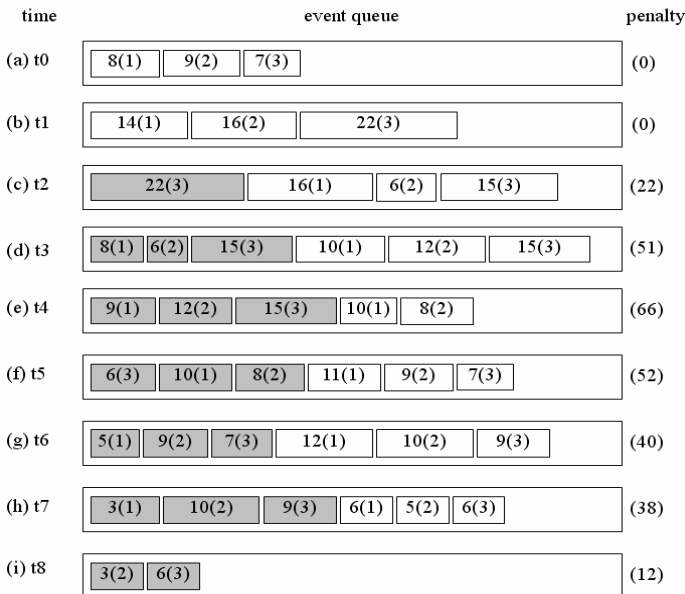 time event queue penalty
(a) t0 8(1) 9(2) 7(3) (0)
(b) t1 14(1) 16(2) 22(3) (0)
(c) t2 22(3) 16(1) 6(2) 15(3) (22)
(d) t3 8(1) 6(2) 15(3) 10(1) 12(2) 15(3) (51)
(e) t4 9(1) 12(2) 15(3) 10(1) 8(2) (66)
(f) t5 6(3) 10(1) 8(2) 11(1) 9(2) 7(3) (52)
(g) t6 5(1) 9(2) 7(3) 12(1) 10(2) 9(3) (40)
(h) t7 3(1) 10(2) 9(3) 6(1) 5(2) 6(3) (38)
(i) t8 3(2) 6(3) (12)